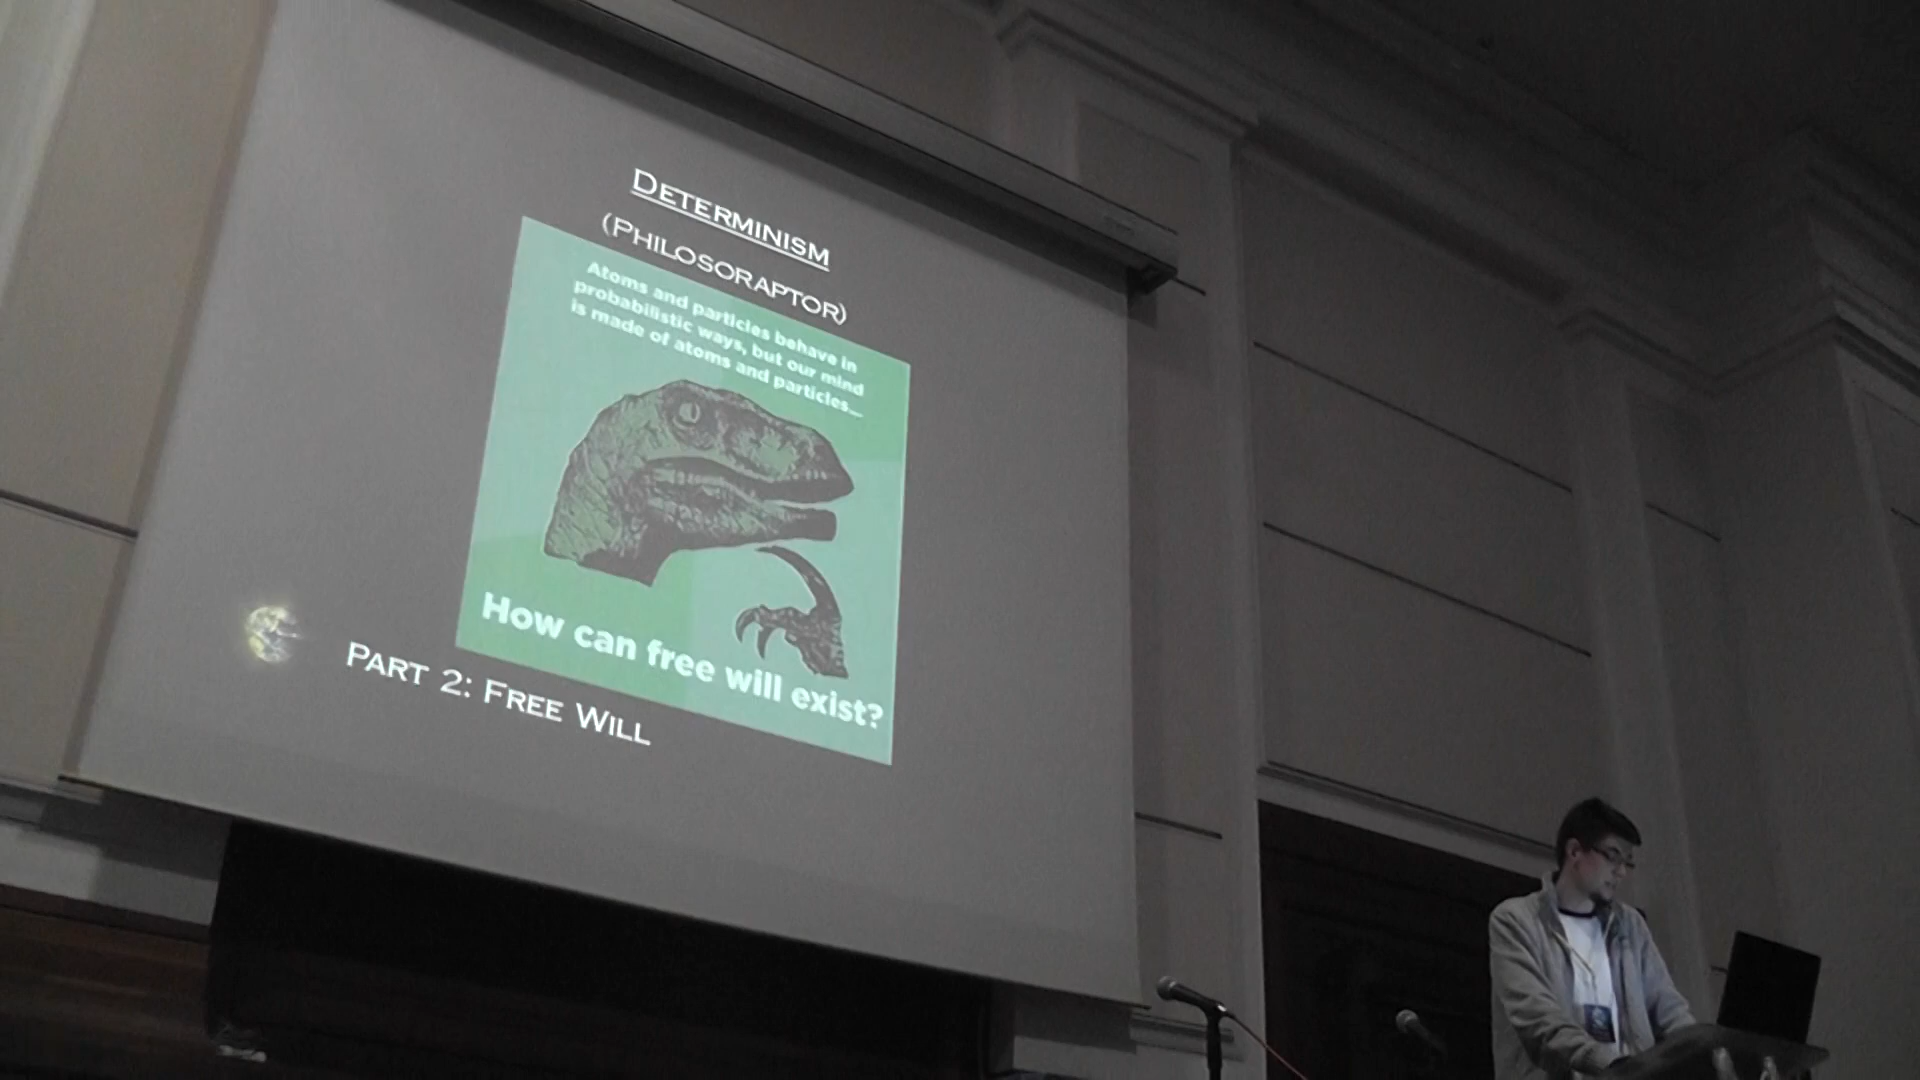 DETERMINISM
(PHILOSORAPTOR)
Atoms and particles behave in
probabilistic ways, but our mind
is made of atoms and particles...
How can free will exist?
PART 2: FREE WILL